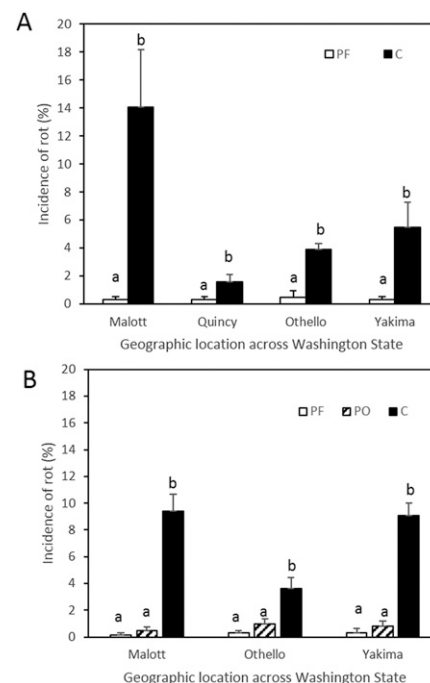 A
20
18
16
14
12
10
8
6
4
2
0
Incidence of rot (%)
PF C
a b a b a b a b
Malott Quincy Othello Yakima
Geographic location across Washington State
B
20
18
16
14
12
10
8
6
4
2
0
Incidence of rot (%)
PF PO C
a a b a a b a a b
Malott Othello Yakima
Geographic location across Washington State